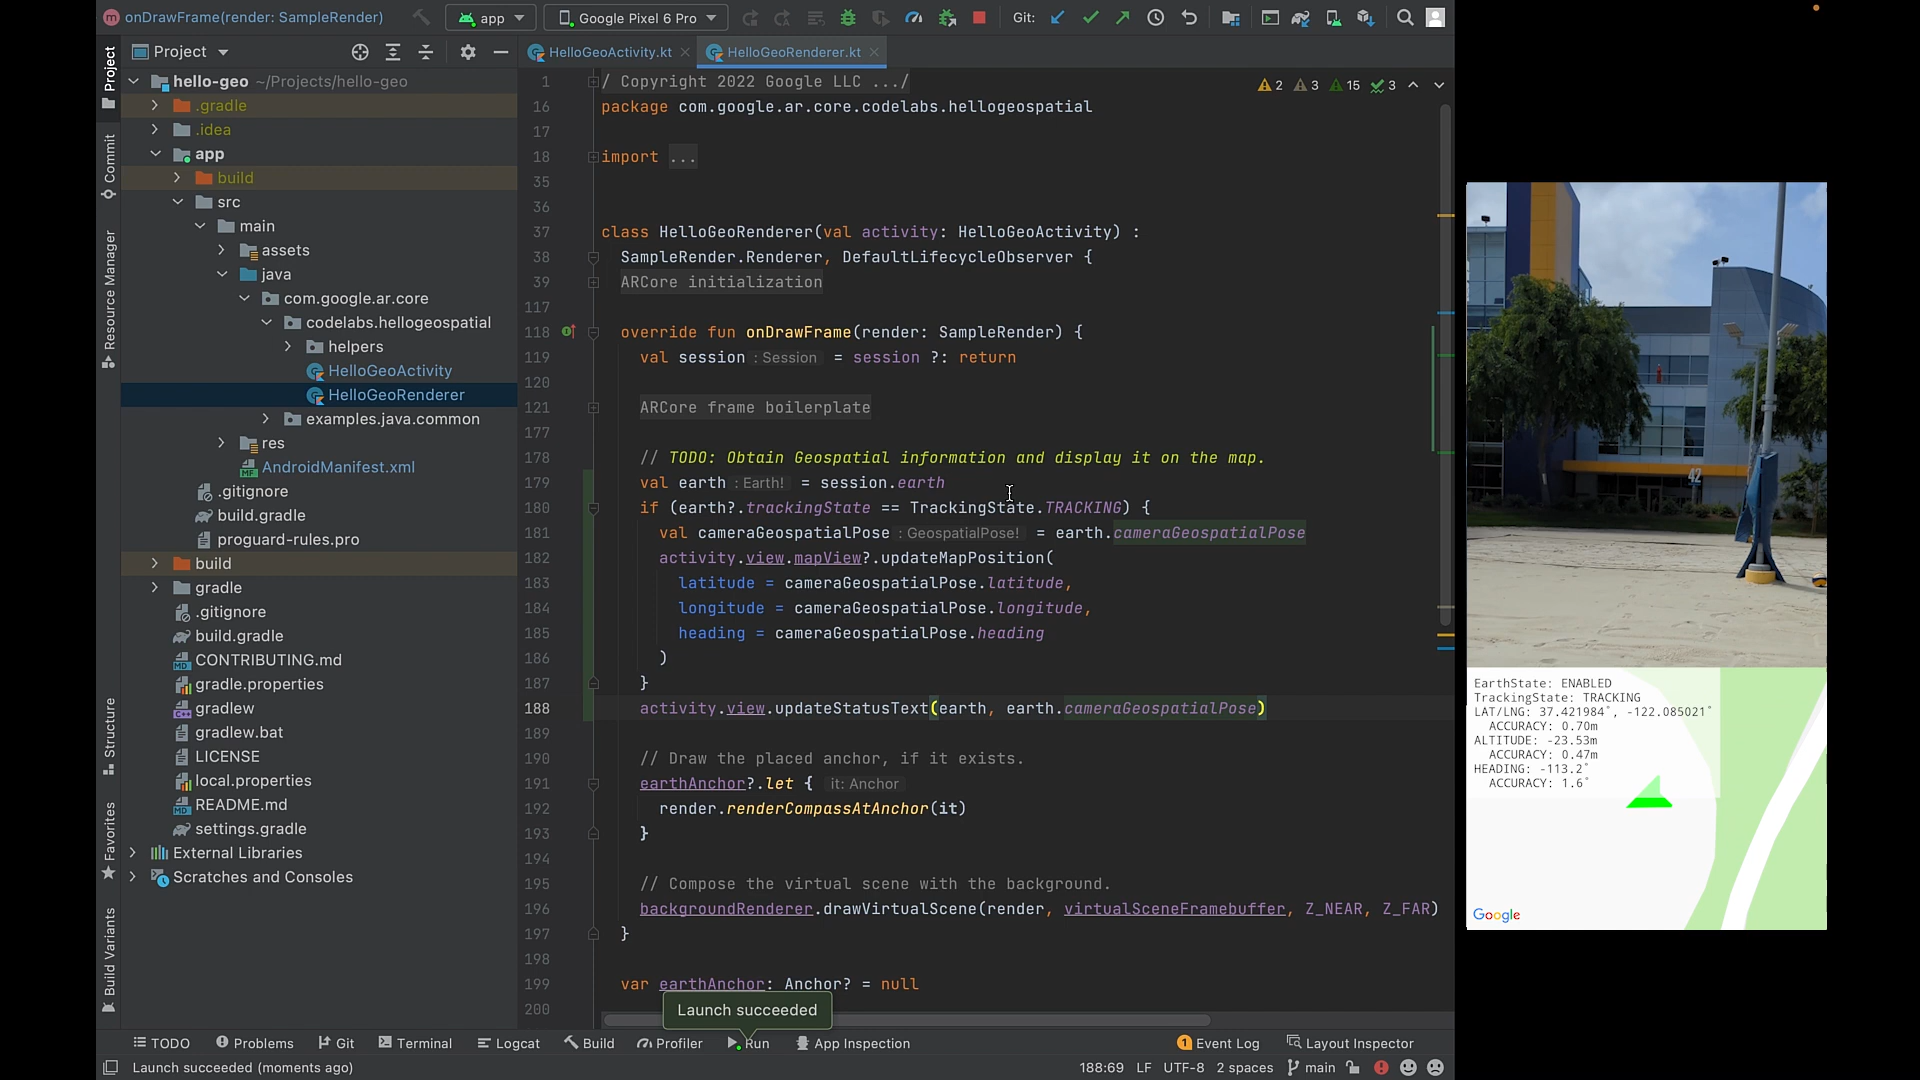 onDrawFrame(render: SampleRender)
app
Google Pixel 6 Pro
Git:
Project
HelloGeoActivity.kt
HelloGeoRenderer.kt
Project
Commit
Resource Manager
Structure
Favorites
Build Variants
hello-geo ~/Projects/hello-geo
.gradle
.idea
app
build
src
main
assets
java
com.google.ar.core
codelabs.hellogeospatial
helpers
HelloGeoActivity
HelloGeoRenderer
examples.java.common
res
AndroidManifest.xml
.gitignore
build.gradle
proguard-rules.pro
build
gradle
.gitignore
build.gradle
CONTRIBUTING.md
gradle.properties
gradlew
gradlew.bat
LICENSE
local.properties
README.md
settings.gradle
External Libraries
Scratches and Consoles
2 3 15 3
1 / Copyright 2022 Google LLC .../
16 package com.google.ar.core.codelabs.hellogeospatial
17
18 import ...
35
36
37 class HelloGeoRenderer(val activity: HelloGeoActivity) :
38 SampleRender.Renderer, DefaultLifecycleObserver {
39 ARCore initialization
117
118 override fun onDrawFrame(render: SampleRender) {
119 val session : Session = session ?: return
120
121 ARCore frame boilerplate
177
178 // TODO: Obtain Geospatial information and display it on the map.
179 val earth : Earth! = session.earth
180 if (earth?.trackingState == TrackingState.TRACKING) {
181 val cameraGeospatialPose : GeospatialPose! = earth.cameraGeospatialPose
182 activity.view.mapView?.updateMapPosition(
183 latitude = cameraGeospatialPose.latitude,
184 longitude = cameraGeospatialPose.longitude,
185 heading = cameraGeospatialPose.heading
186 )
187 }
188 activity.view.updateStatusText(earth, earth.cameraGeospatialPose)
189
190 // Draw the placed anchor, if it exists.
191 earthAnchor?.let { it: Anchor
192 render.renderCompassAtAnchor(it)
193 }
194
195 // Compose the virtual scene with the background.
196 backgroundRenderer.drawVirtualScene(render, virtualSceneFramebuffer, Z_NEAR, Z_FAR)
197 }
198
199 var earthAnchor: Anchor? = null
200
Launch succeeded
TODO
Problems
Git
Terminal
Logcat
Build
Profiler
Run
App Inspection
1 Event Log
Layout Inspector
Launch succeeded (moments ago)
188:69 LF UTF-8 2 spaces main
42
EarthState: ENABLED
TrackingState: TRACKING
LAT/LNG: 37.421984°, -122.085021°
ACCURACY: 0.70m
ALTITUDE: -23.53m
ACCURACY: 0.47m
HEADING: -113.2°
ACCURACY: 1.6°
Google